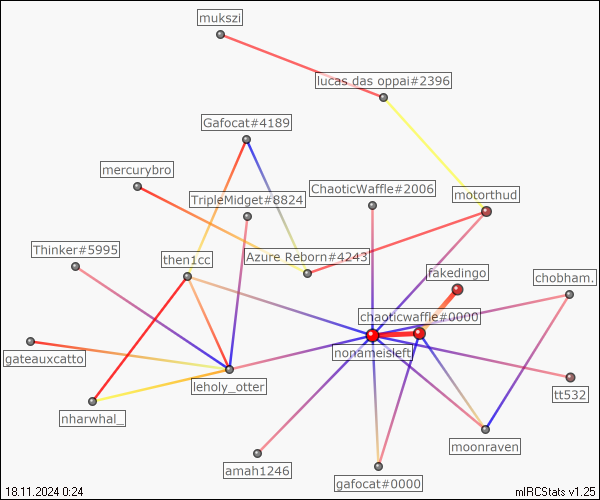 mukszi
lucas das oppai#2396
Gafocat#4189
mercurybro
TripleMidget#8824
ChaoticWaffle#2006
motorthud
Thinker#5995
then1cc
Azure Reborn#4243
fakedingo
chobham.
chaoticwaffle#0000
nonameisleft
gateauxcatto
leholy_otter
tt532
nharwhal_
moonraven
amah1246
gafocat#0000
18.11.2024 0:24
mIRCStats v1.25